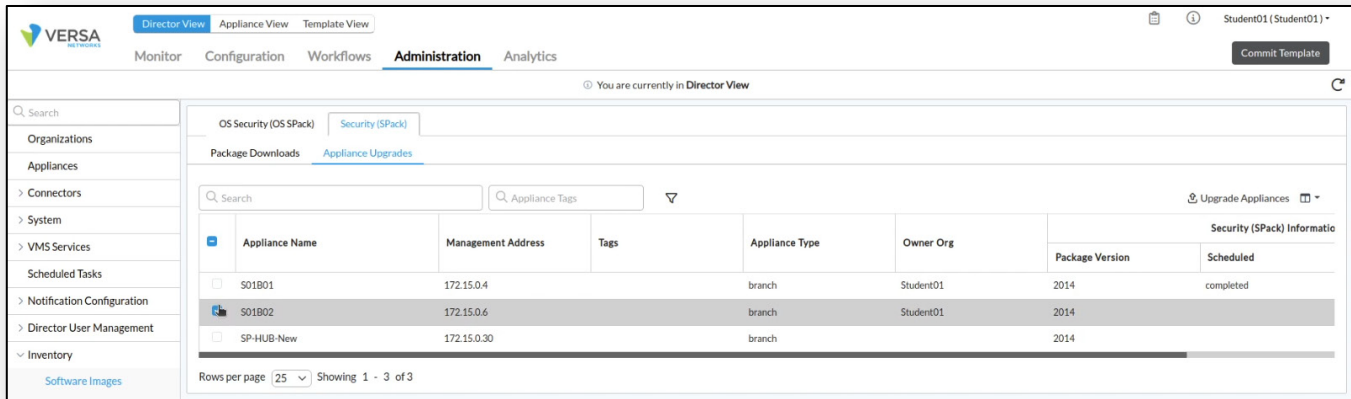 VERSA
NETWORKS
Director View Appliance View Template View
Student01 ( Student01 )
Monitor Configuration Workflows Administration Analytics
Commit Template
You are currently in Director View
Search
Organizations
Appliances
Connectors
System
VMS Services
Scheduled Tasks
Notification Configuration
Director User Management
Inventory
Software Images
OS Security (OS SPack) Security (SPack)
Package Downloads Appliance Upgrades
Search Appliance Tags Upgrade Appliances
Appliance Name Management Address Tags Appliance Type Owner Org Security (SPack) Informatio
Package Version Scheduled
S01B01 172.15.0.4 branch Student01 2014 completed
S01B02 172.15.0.6 branch Student01 2014
SP-HUB-New 172.15.0.30 branch 2014
Rows per page 25 Showing 1 - 3 of 3